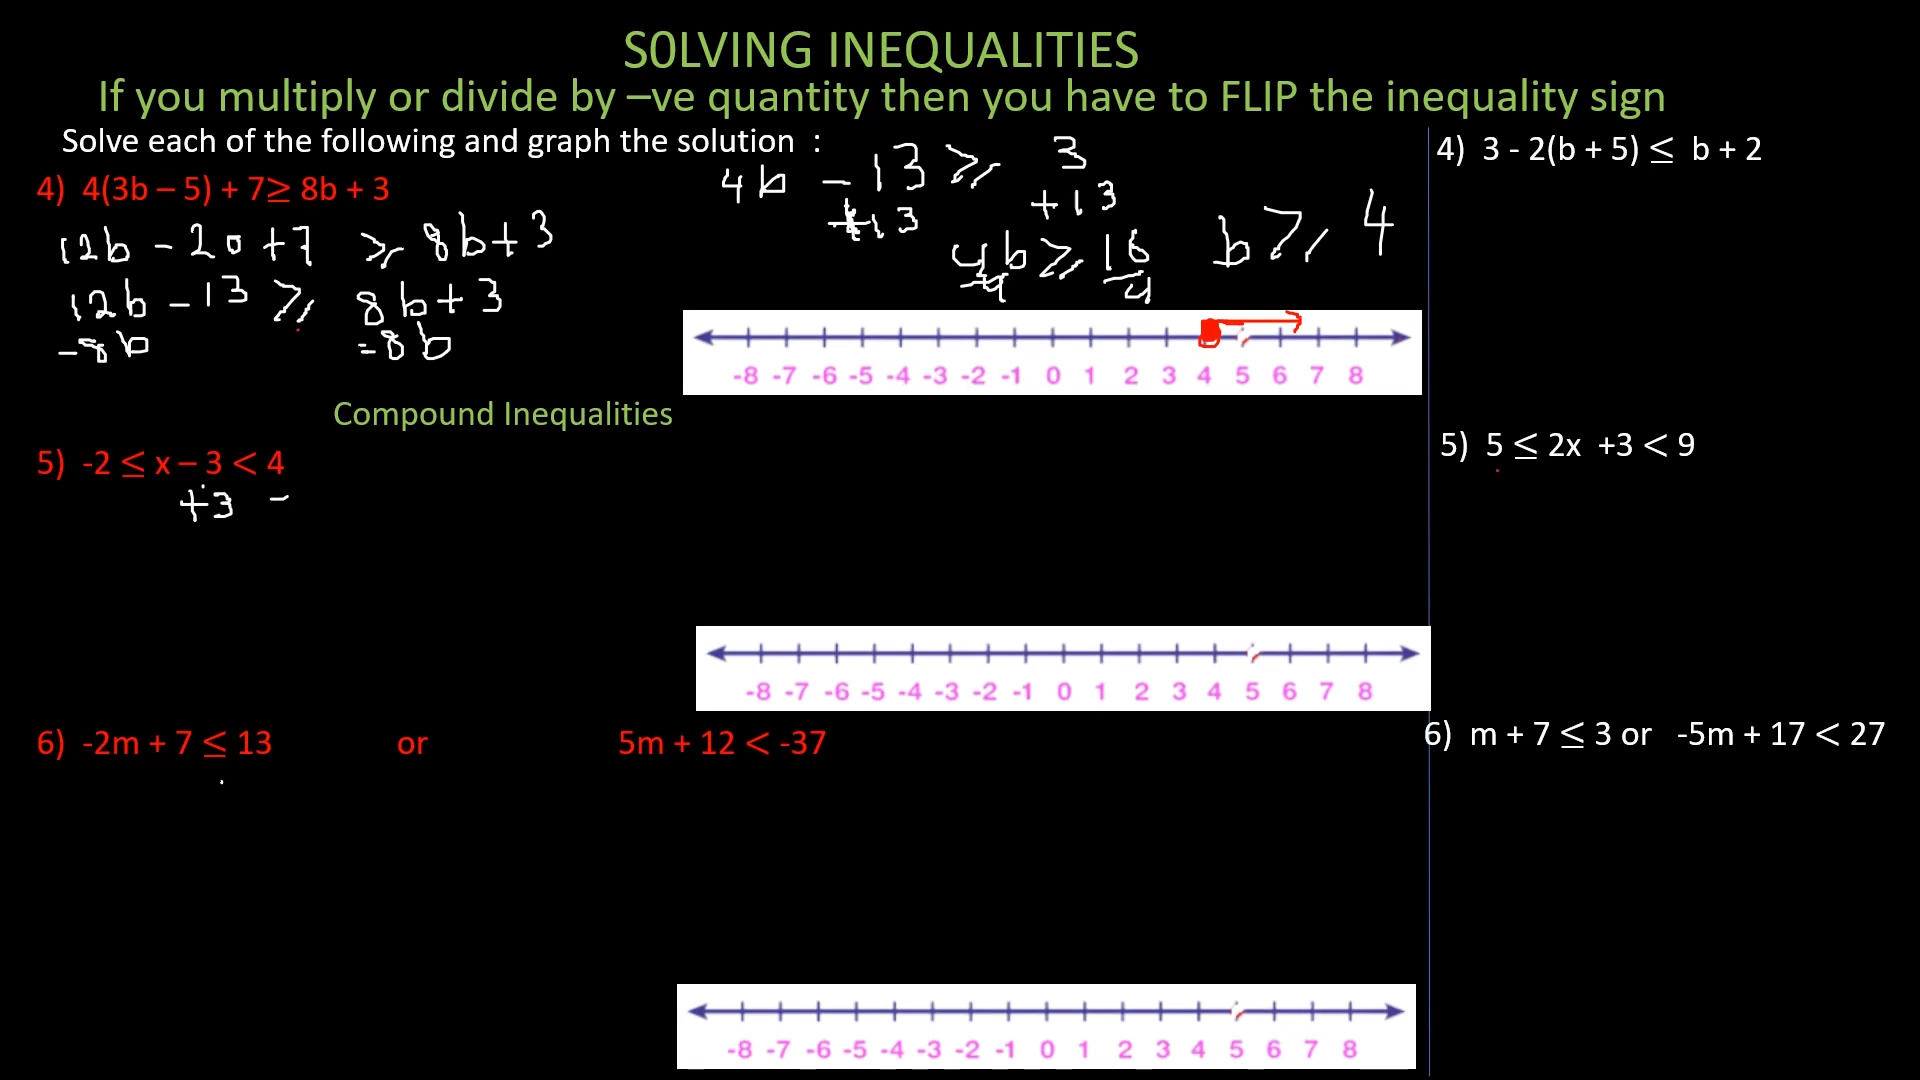 S0LVING INEQUALITIES
If you multiply or divide by –ve quantity then you have to FLIP the inequality sign
Solve each of the following and graph the solution :
4) 4(3b – 5) + 7≥ 8b + 3
12b - 20 + 7 ≥ 8b + 3
12b - 13 ≥ 8b + 3
-8b -8b
4b - 13 ≥ 3
+13 +13
4b ≥ 16
4 4
b ≥ 4
-8 -7 -6 -5 -4 -3 -2 -1 0 1 2 3 4 5 6 7 8
Compound Inequalities
5) -2 ≤ x – 3 < 4
+3 -
-8 -7 -6 -5 -4 -3 -2 -1 0 1 2 3 4 5 6 7 8
6) -2m + 7 ≤ 13 or 5m + 12 < -37
-8 -7 -6 -5 -4 -3 -2 -1 0 1 2 3 4 5 6 7 8
4) 3 - 2(b + 5) ≤ b + 2
5) 5 ≤ 2x +3 < 9
6) m + 7 ≤ 3 or -5m + 17 < 27